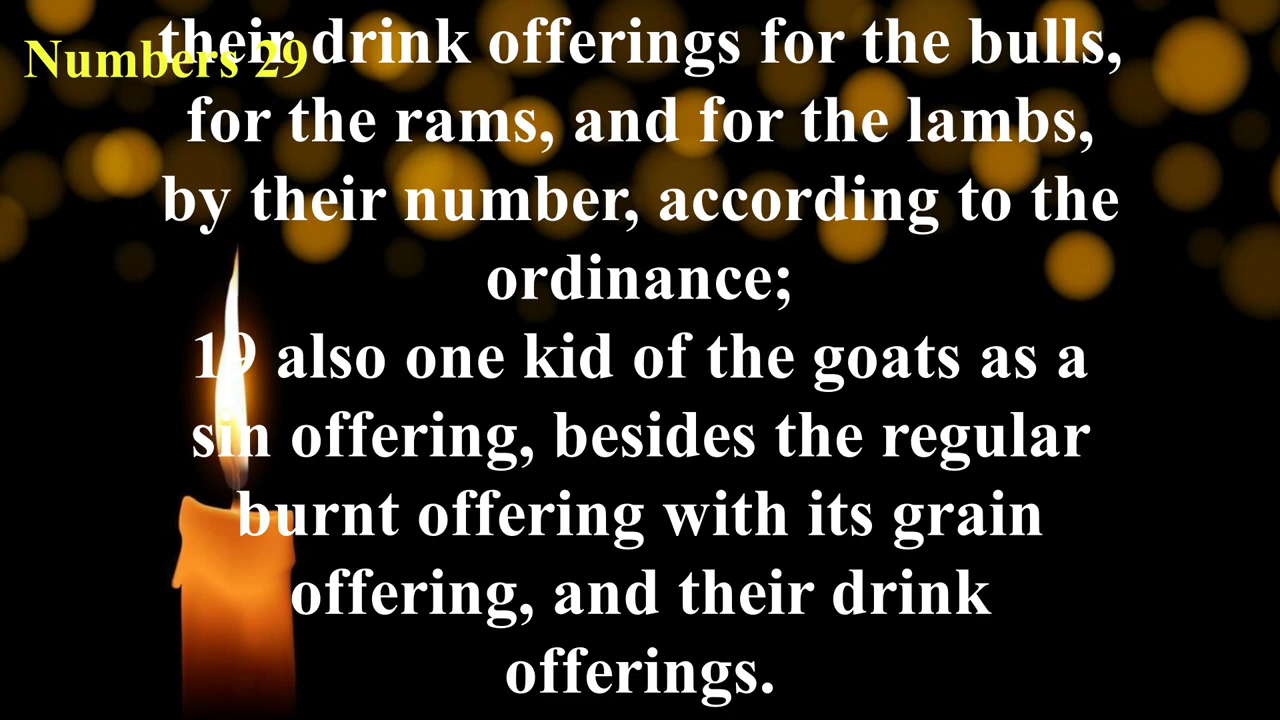 Numbers 29
their drink offerings for the bulls,
for the rams, and for the lambs,
by their number, according to the
ordinance;
19 also one kid of the goats as a
sin offering, besides the regular
burnt offering with its grain
offering, and their drink
offerings.